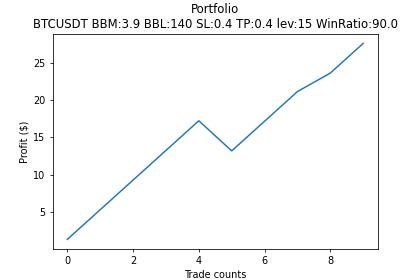 Portfolio
BTCUSDT BBM:3.9 BBL:140 SL:0.4 TP:0.4 lev:15 WinRatio:90.0
25
20
15
10
5
Profit ($)
0 2 4 6 8
Trade counts